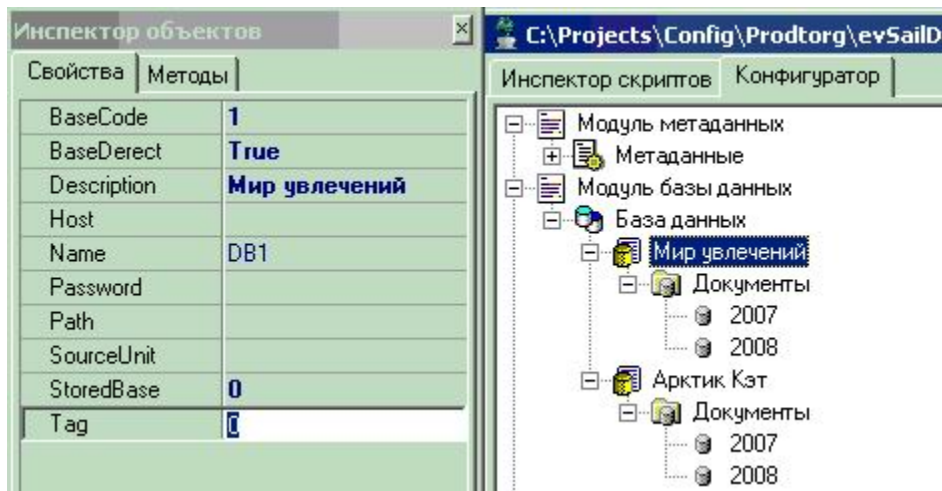 Инспектор объектов
Свойства Методы
BaseCode 1
BaseDerect True
Description Мир увлечений
Host
Name DB1
Password
Path
SourceUnit
StoredBase 0
Tag 0
C:\Projects\Config\Prodtorg\evSailD
Инспектор скриптов Конфигуратор
Модуль метаданных
Метаданные
Модуль базы данных
База данных
Мир увлечений
Документы
2007
2008
Арктик Кэт
Документы
2007
2008